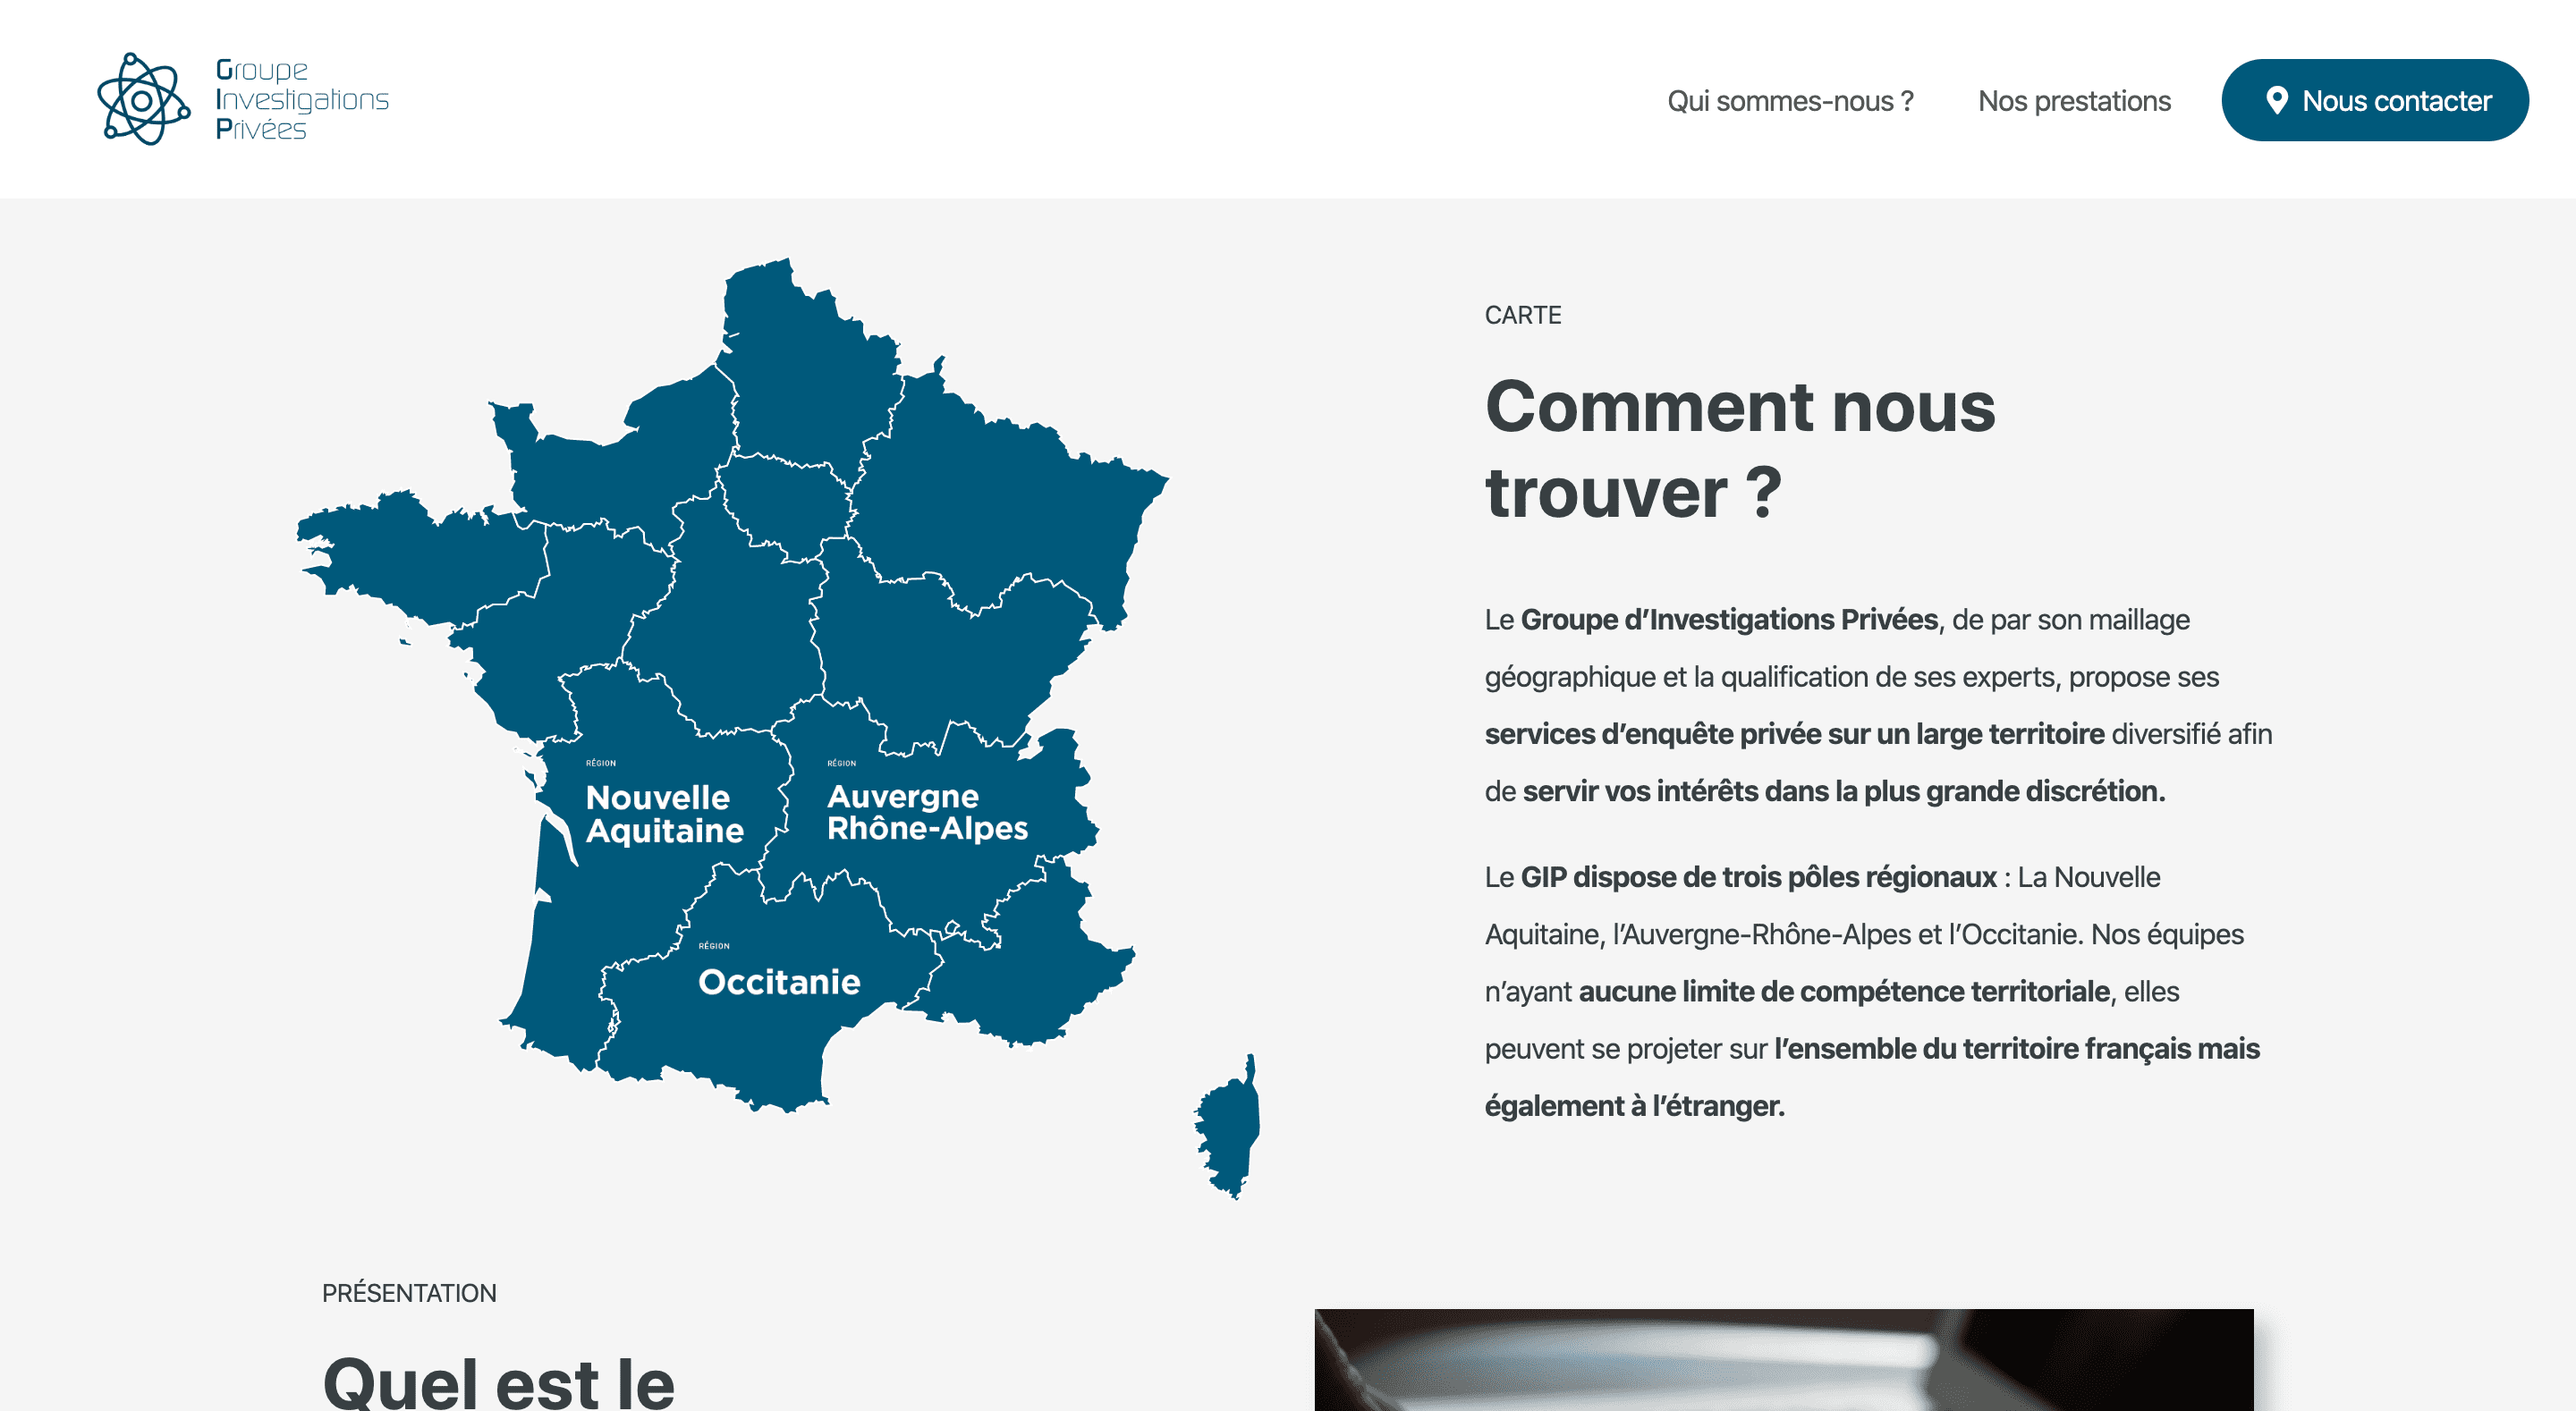 Groupe
Investigations
Privées
Qui sommes-nous ?
Nos prestations
Nous contacter
RÉGION
Nouvelle
Aquitaine
RÉGION
Auvergne
Rhône-Alpes
RÉGION
Occitanie
CARTE
Comment nous
trouver ?
Le Groupe d’Investigations Privées, de par son maillage
géographique et la qualification de ses experts, propose ses
services d’enquête privée sur un large territoire diversifié afin
de servir vos intérêts dans la plus grande discrétion.
Le GIP dispose de trois pôles régionaux : La Nouvelle
Aquitaine, l’Auvergne-Rhône-Alpes et l’Occitanie. Nos équipes
n’ayant aucune limite de compétence territoriale, elles
peuvent se projeter sur l’ensemble du territoire français mais
également à l’étranger.
PRÉSENTATION
Quel est le